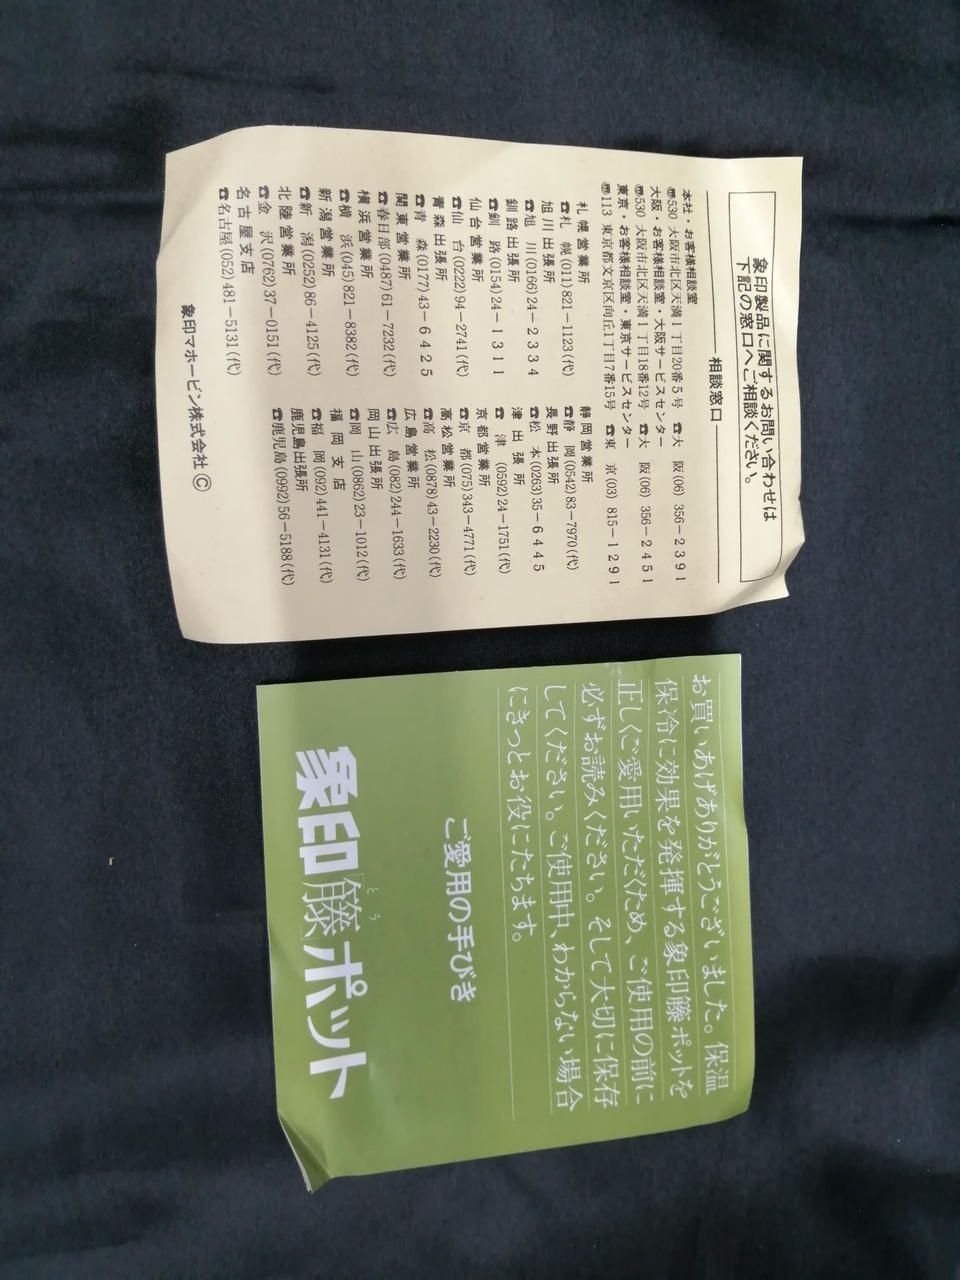 象印製品に関するお問い合わせは
下記の窓口へご相談ください。
相談窓口
本社・お客様相談室
〠530 大阪市北区天満1丁目20番5号 ☎大 阪(06) 356-2391
大阪・お客様相談室・大阪サービスセンター
〠530 大阪市北区天満1丁目18番12号 ☎大 阪(06) 356-2451
東京・お客様相談室・東京サービスセンター
〠113 東京都文京区向丘1丁目7番15号 ☎東 京(03) 815-1291
札幌営業所
☎札 幌(011)821-1123(代)
旭川出張所
☎旭 川(0166)24-2334
釧路出張所
☎釧 路(0154)24-1311
仙台営業所
☎仙 台(0222)94-2741(代)
青森出張所
☎青 森(0177)43-6425
関東営業所
☎春日部(0487)61-7232(代)
横浜営業所
☎横 浜(045)821-8382(代)
新潟営業所
☎新 潟(0252)86-4125(代)
北陸営業所
☎金 沢(0762)37-0151(代)
名古屋支店
☎名古屋(052)481-5131(代)
静岡営業所
☎静 岡(0542)83-7970(代)
長野出張所
☎松 本(0263)35-6445
津出張所
☎津 (0592)24-1751(代)
京都営業所
☎京 都(075)343-4771(代)
高松営業所
☎高 松(0878)43-2230(代)
広島営業所
☎広 島(082)244-1633(代)
岡山出張所
☎岡 山(0862)23-1012(代)
福岡支店
☎福 岡(092)441-4131(代)
鹿児島出張所
☎鹿児島(0992)56-5188(代)
象印マホービン株式会社 ©
お買いあげありがとうございました。保温
保冷に効果を発揮する象印籐ポットを
正しくご愛用いただくため、ご使用の前に
必ずお読みください。そして大切に保存
してください。ご使用中、わからない場合
にきっとお役にたちます。
ご愛用の手びき
とう
象印籐ポット